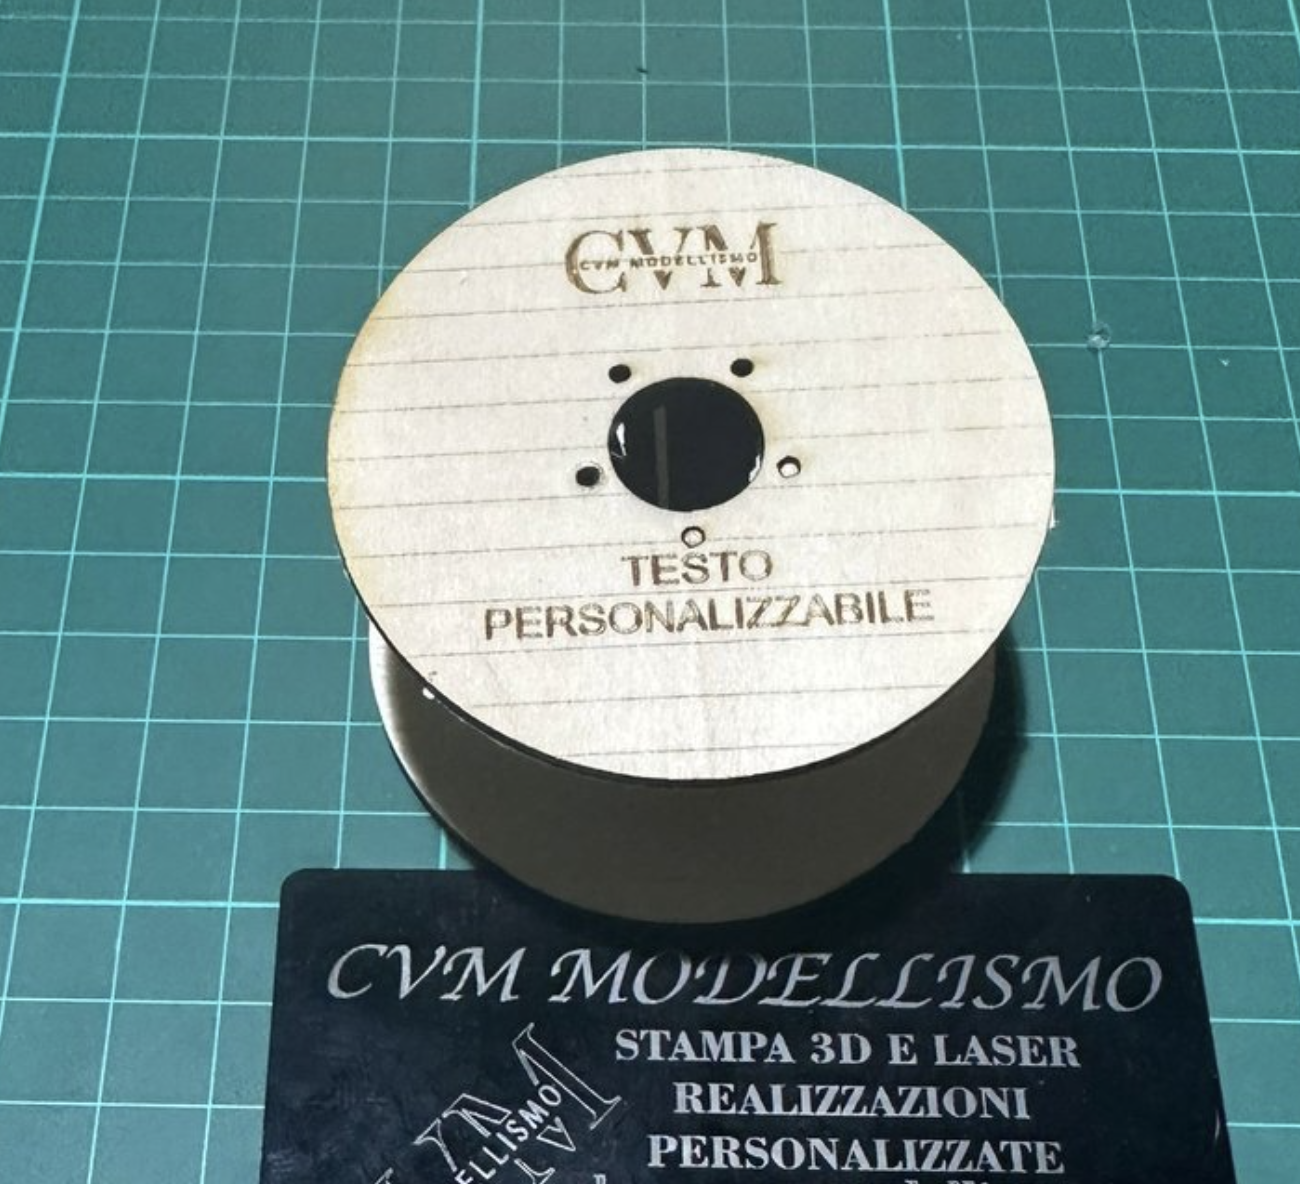 CVM
CVM MODELLISMO
TESTO
PERSONALIZZABILE
CVM MODELLISMO
STAMPA 3D E LASER
REALIZZAZIONI
PERSONALIZZATE